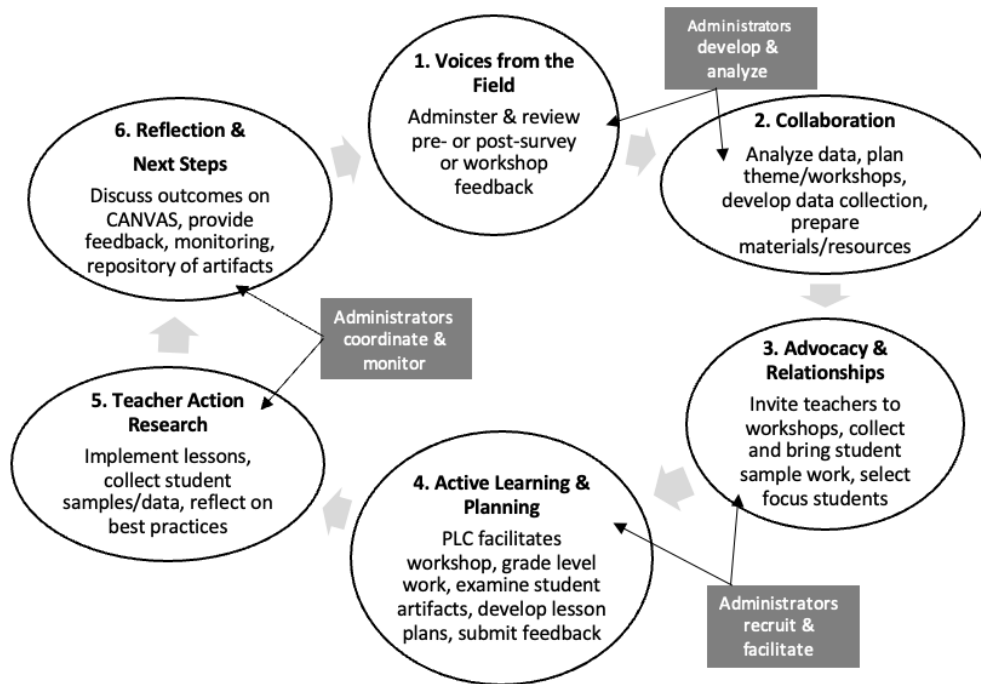 1. Voices from the
Field
Adminster & review
pre- or post-survey
or workshop
feedback
Administrators
develop &
analyze
2. Collaboration
Analyze data, plan
theme/workshops,
develop data collection,
prepare
materials/resources
3. Advocacy &
Relationships
Invite teachers to
workshops, collect
and bring student
sample work, select
focus students
Administrators
recruit &
facilitate
4. Active Learning &
Planning
PLC facilitates
workshop, grade level
work, examine student
artifacts, develop lesson
plans, submit feedback
5. Teacher Action
Research
Implement lessons,
collect student
samples/data, reflect on
best practices
Administrators
coordinate &
monitor
6. Reflection &
Next Steps
Discuss outcomes on
CANVAS, provide
feedback, monitoring,
repository of artifacts